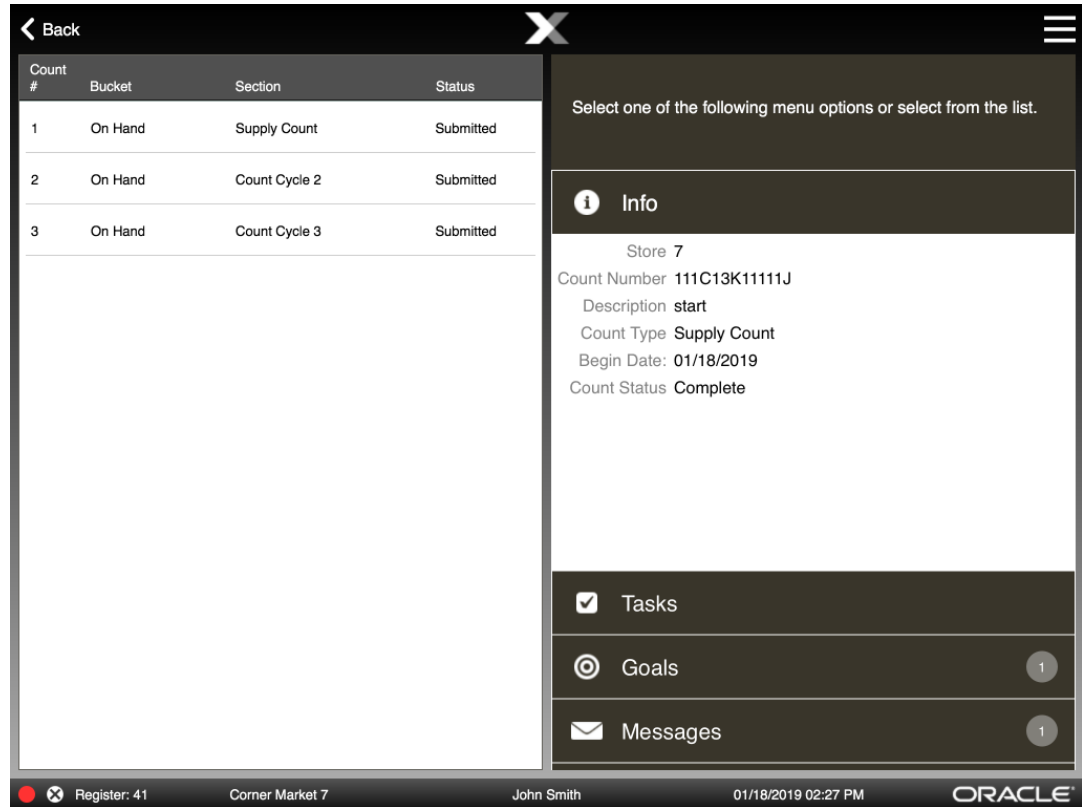 Back
Count # Bucket Section Status
1 On Hand Supply Count Submitted
2 On Hand Count Cycle 2 Submitted
3 On Hand Count Cycle 3 Submitted
Select one of the following menu options or select from the list.
Info
Store 7
Count Number 111C13K11111J
Description start
Count Type Supply Count
Begin Date: 01/18/2019
Count Status Complete
Tasks
Goals 1
Messages 1
Register: 41 Corner Market 7 John Smith 01/18/2019 02:27 PM ORACLE